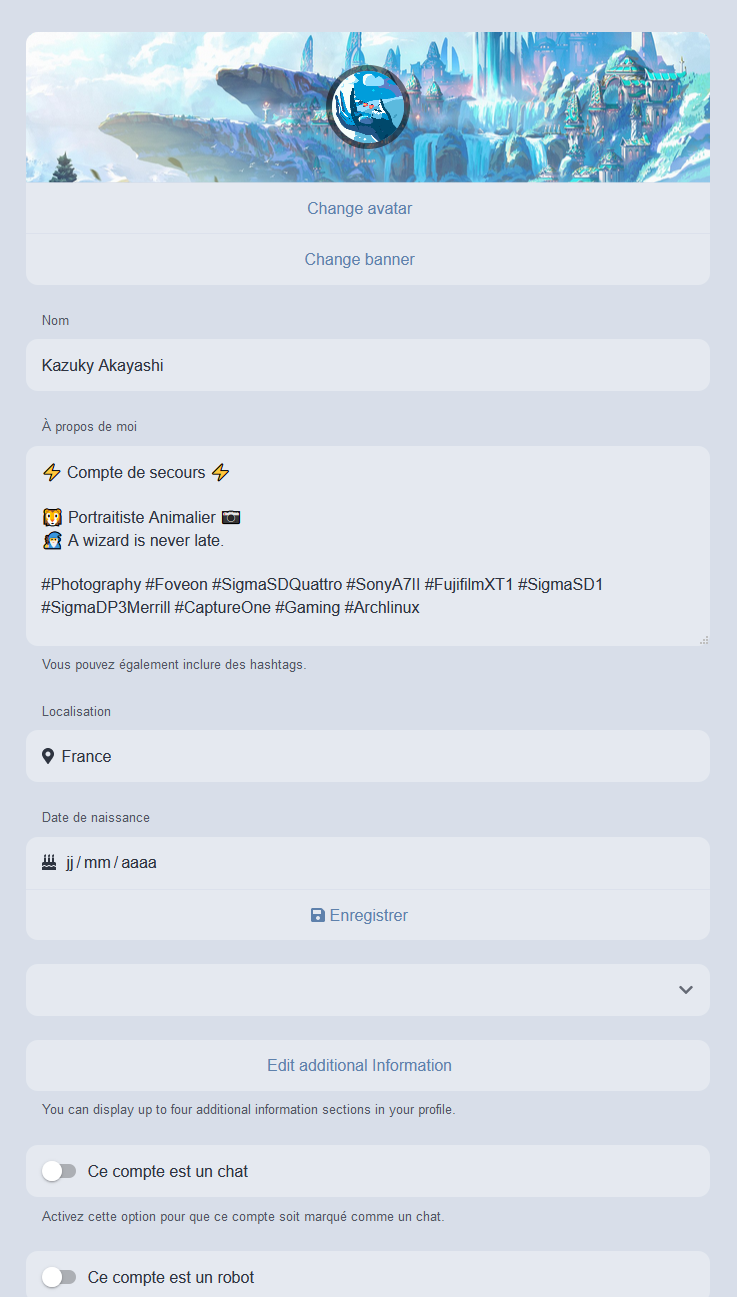 Change avatar
Change banner
Nom
Kazuky Akayashi
À propos de moi
⚡ Compte de secours ⚡
🦁 Portraitiste Animalier 📷
🧙 A wizard is never late.
#Photography #Foveon #SigmaSDQuattro #SonyA7II #FujifilmXT1 #SigmaSD1
#SigmaDP3Merrill #CaptureOne #Gaming #Archlinux
Vous pouvez également inclure des hashtags.
Localisation
France
Date de naissance
jj / mm / aaaa
Enregistrer
Edit additional Information
You can display up to four additional information sections in your profile.
Ce compte est un chat
Activez cette option pour que ce compte soit marqué comme un chat.
Ce compte est un robot